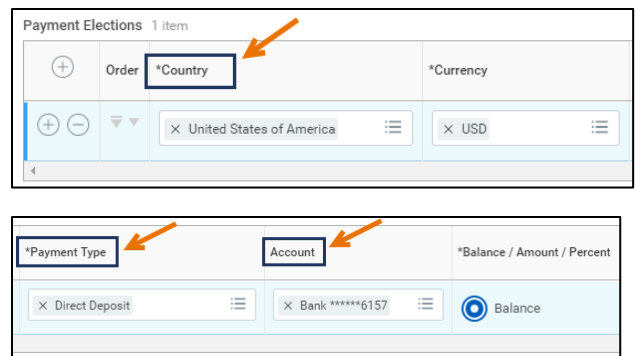 Payment Elections 1 item
Order *Country *Currency
× United States of America × USD
*Payment Type Account *Balance / Amount / Percent
× Direct Deposit × Bank ******6157 Balance